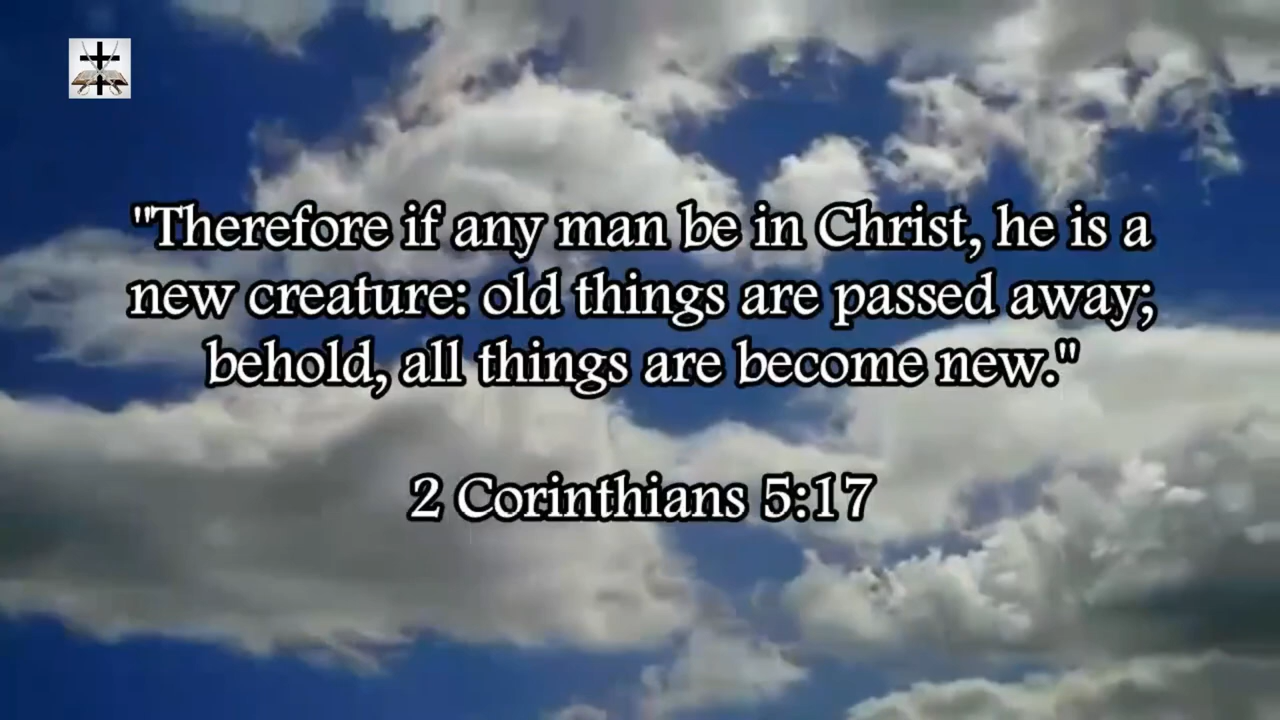 "Therefore if any man be in Christ, he is a
new creature: old things are passed away;
behold, all things are become new."
2 Corinthians 5:17